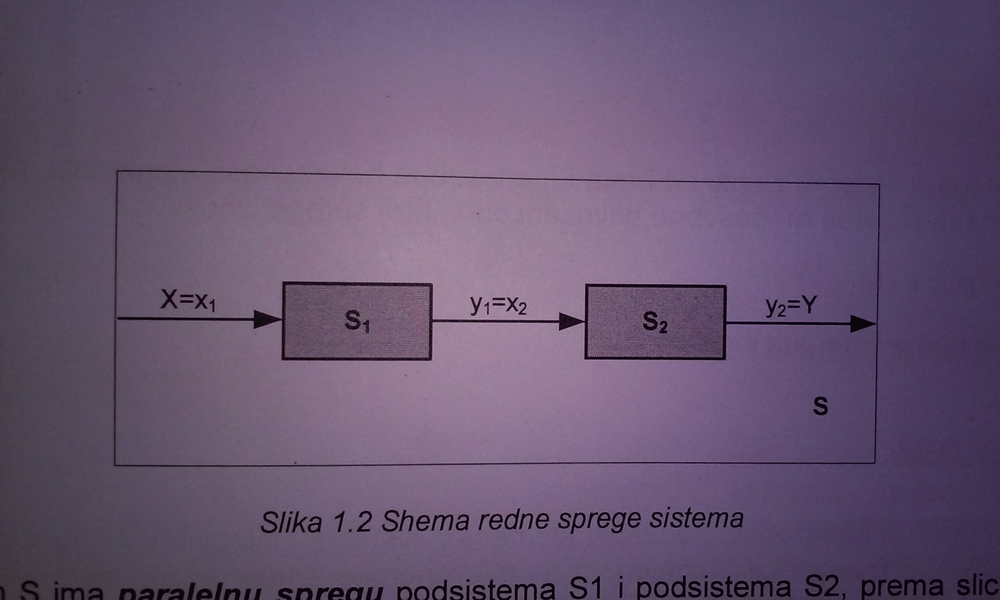 X=x₁
S₁
y₁=x₂
S₂
y₂=Y
S
Slika 1.2 Shema redne sprege sistema
S ima paralelnu spregu podsistema S1 i podsistema S2, prema